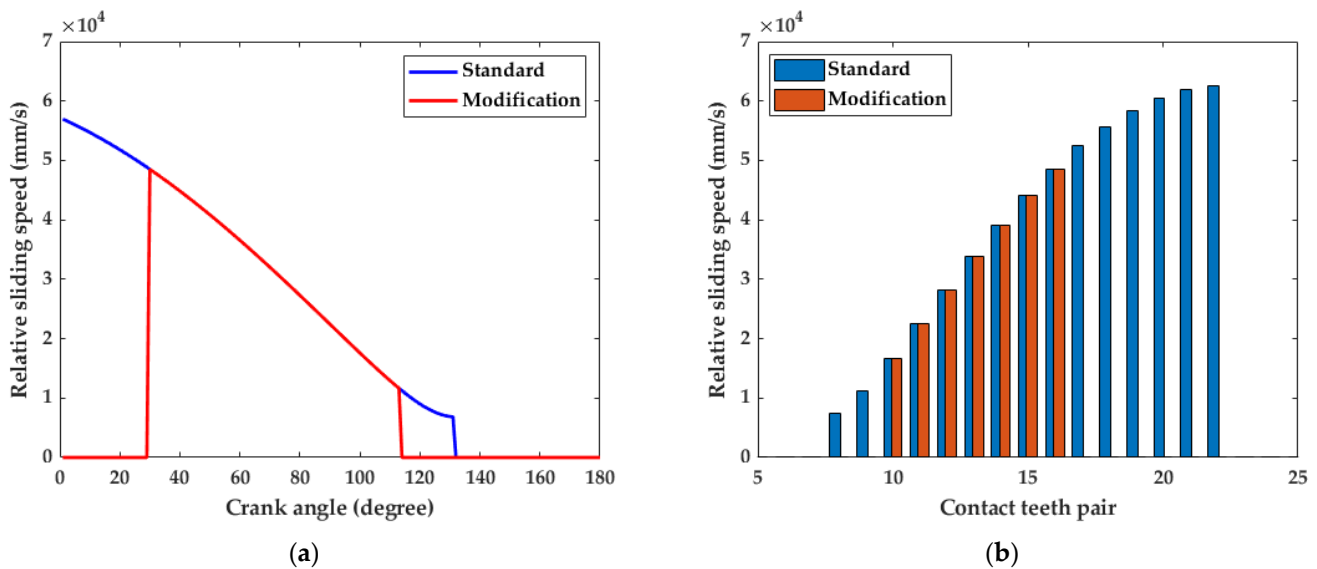 ×10⁴
7
6
5
4
3
2
1
0
Relative sliding speed (mm/s)
Standard
Modification
0 20 40 60 80 100 120 140 160 180
Crank angle (degree)
(a)
×10⁴
7
6
5
4
3
2
1
0
Relative sliding speed (mm/s)
Standard
Modification
5 10 15 20 25
Contact teeth pair
(b)